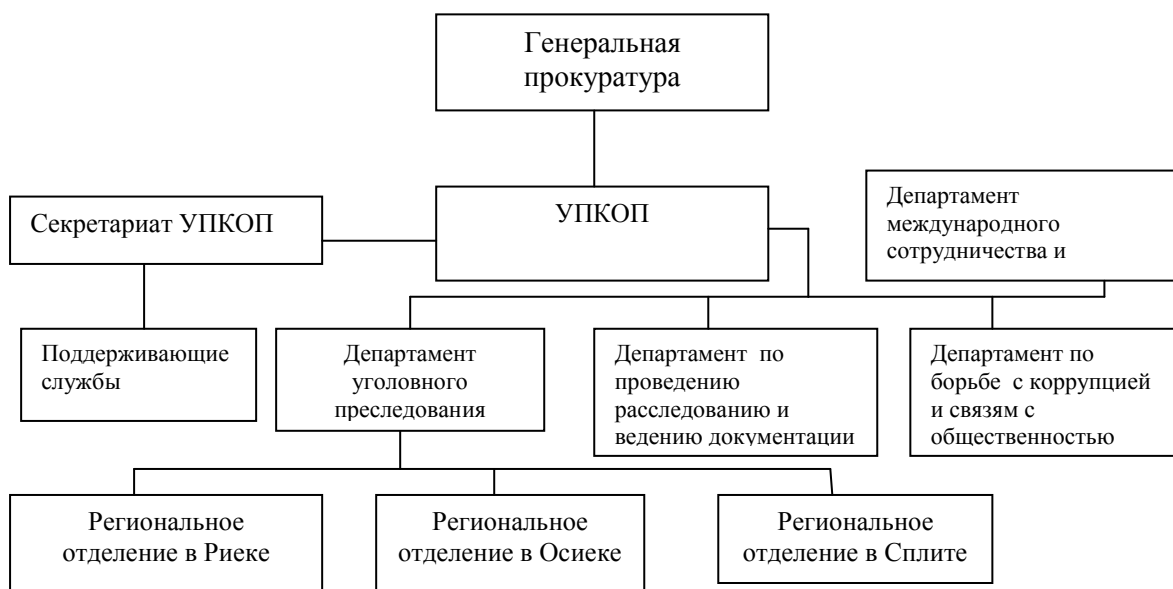 Генеральная
прокуратура
Секретариат УПКОП
УПКОП
Департамент
международного
сотрудничества и
Поддерживающие
службы
Департамент
уголовного
преследования
Департамент по
проведению
расследованию и
ведению документации
Департамент по
борьбе с коррупцией
и связям с
общественностью
Региональное
отделение в Риеке
Региональное
отделение в Осиеке
Региональное
отделение в Сплите